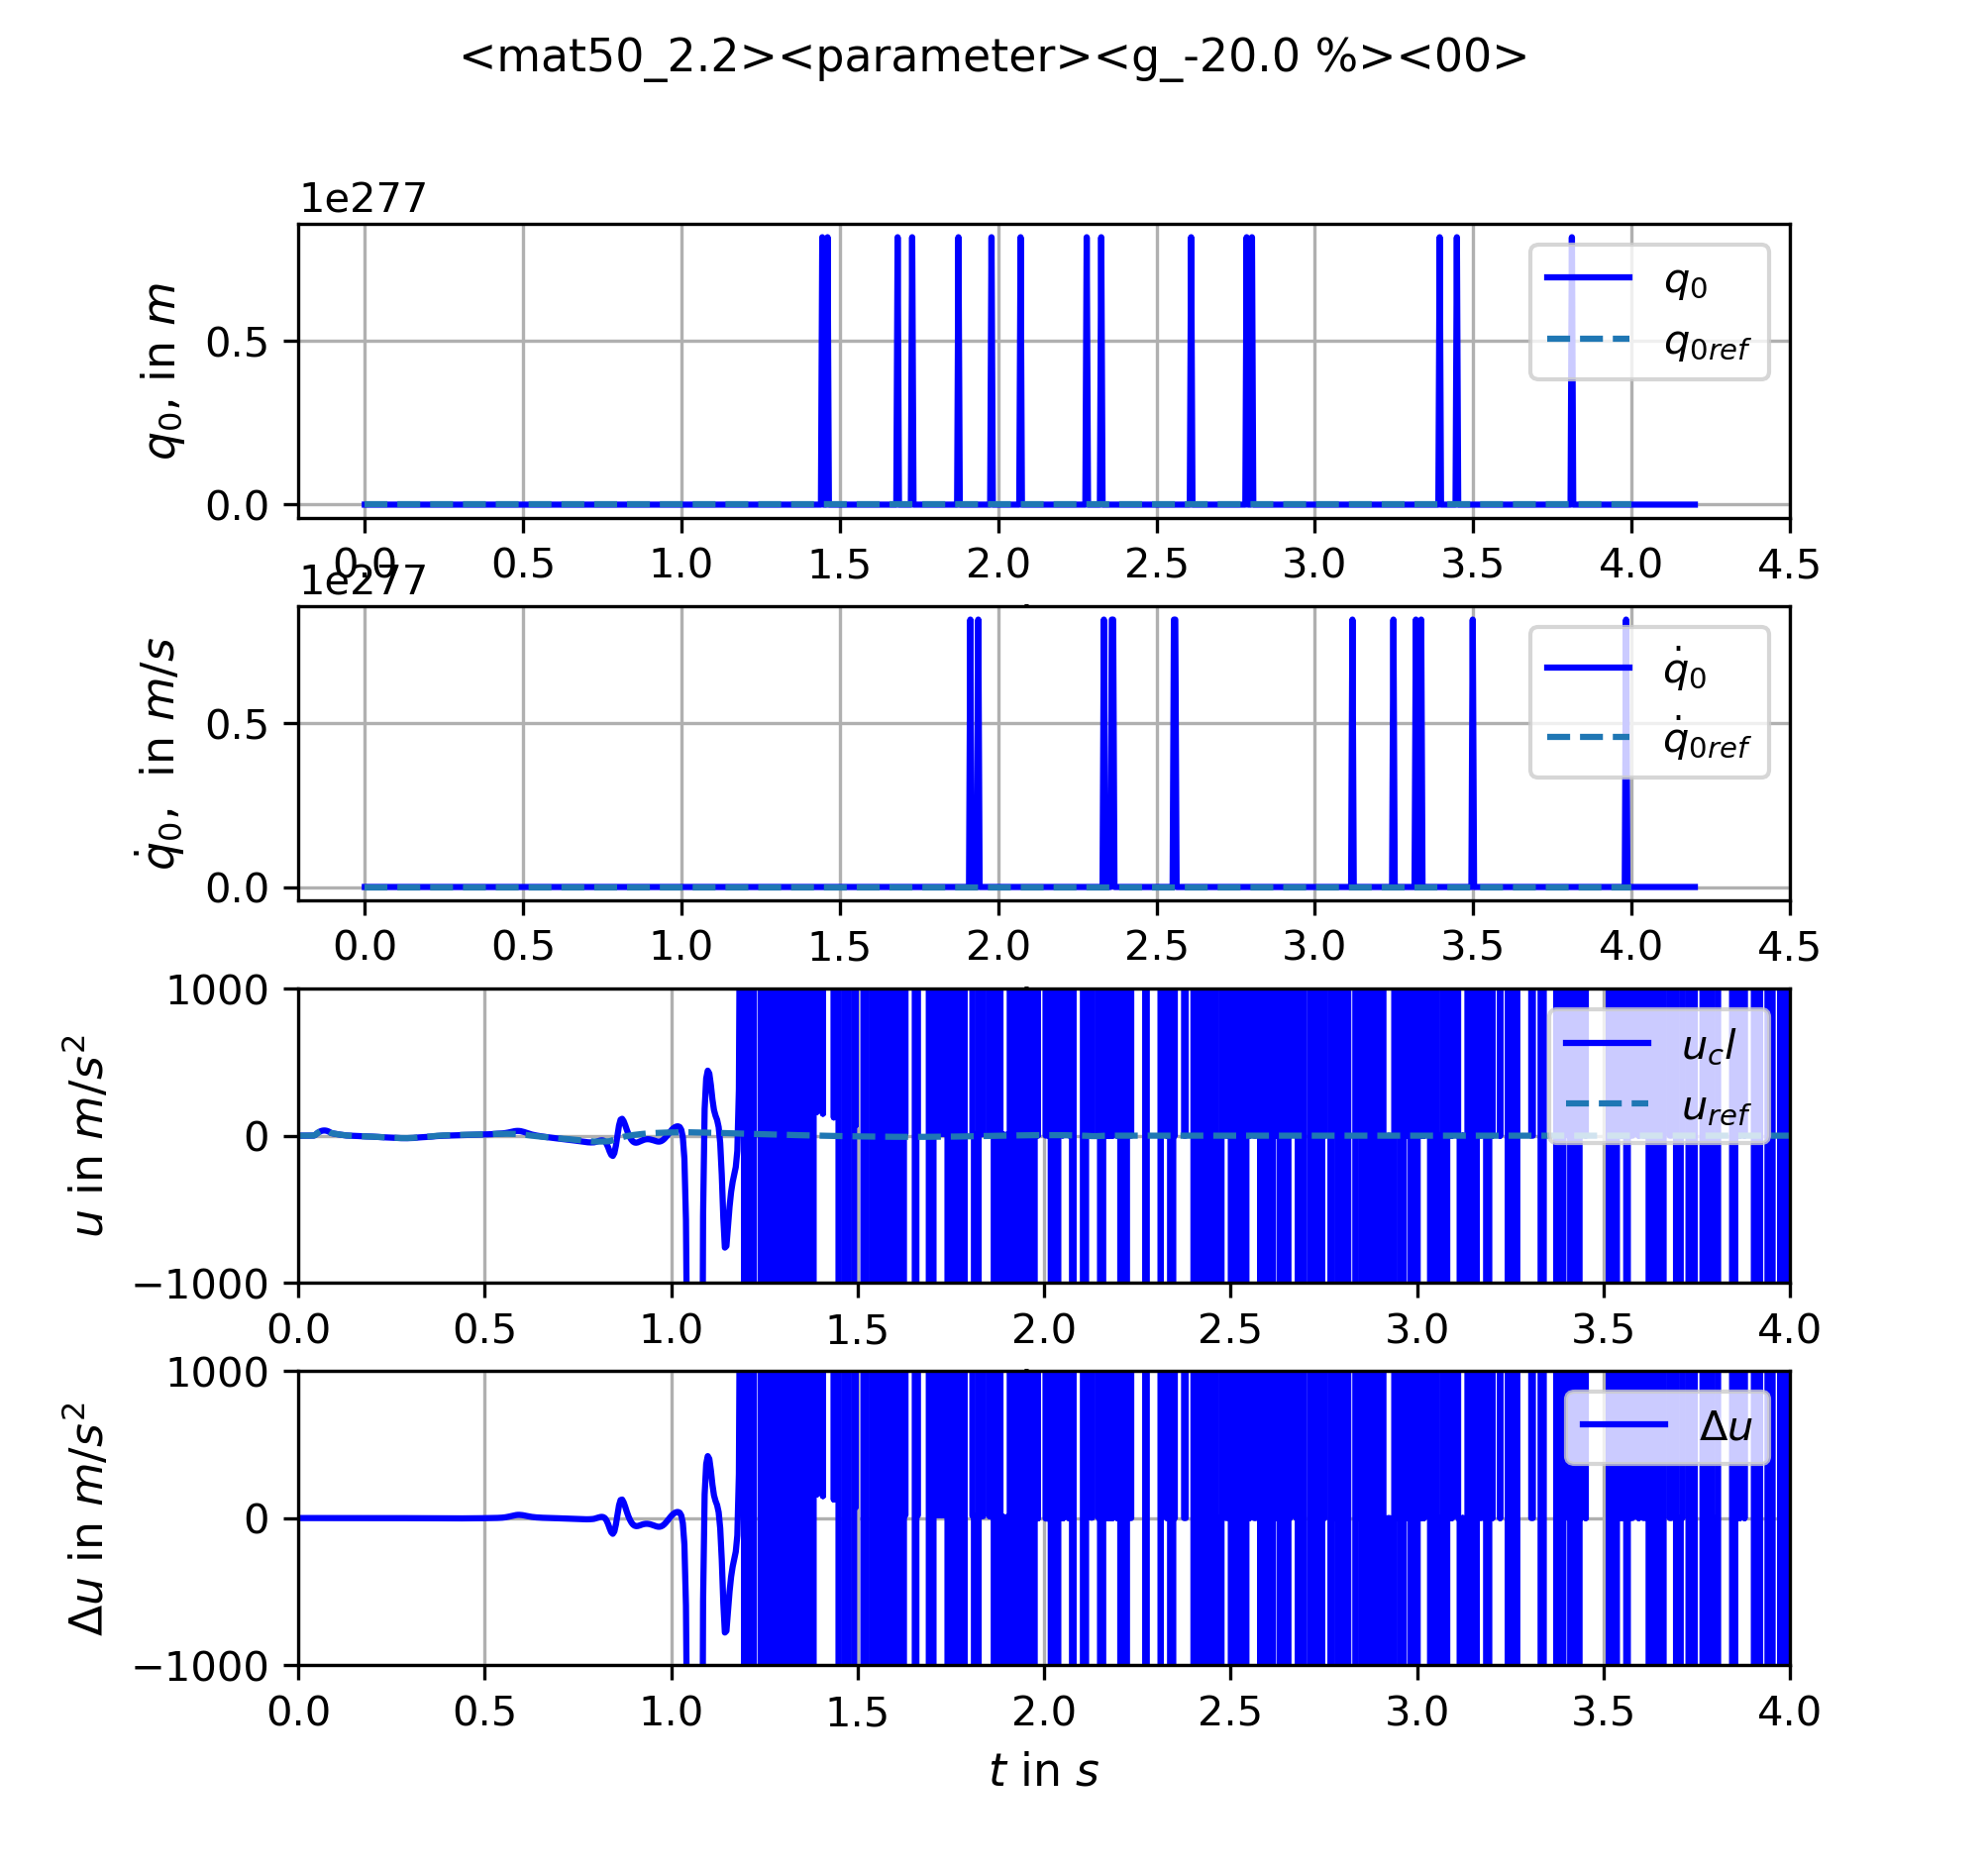 <mat50_2.2><parameter><g_-20.0 %><00>
1e277
q₀, in m
0.5
0.0
q₀
q₀ref
0.0 0.5 1.0 1.5 2.0 2.5 3.0 3.5 4.0 4.5
1e277
q̇₀, in m/s
0.5
0.0
q̇₀
q̇₀ref
0.0 0.5 1.0 1.5 2.0 2.5 3.0 3.5 4.0 4.5
u in m/s²
1000
0
−1000
u_cl
u_ref
0.0 0.5 1.0 1.5 2.0 2.5 3.0 3.5 4.0
Δu in m/s²
1000
0
−1000
Δu
0.0 0.5 1.0 1.5 2.0 2.5 3.0 3.5 4.0
t in s